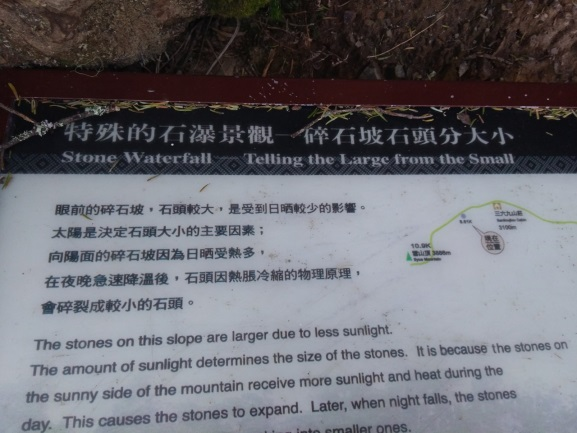 特殊的石瀑景觀—碎石坡石頭分大小
Stone Waterfall — Telling the Large from the Small
眼前的碎石坡，石頭較大，是受到日晒較少的影響。
太陽是決定石頭大小的主要因素；
向陽面的碎石坡因為日晒受熱多，
在夜晚急速降溫後，石頭因熱脹冷縮的物理原理，
會碎裂成較小的石頭。
三六九山莊
3100m
現在
位置
10.9K
雪山頂
The stones on this slope are larger due to less sunlight.
The amount of sunlight determines the size of the stones. It is because the stones on
the sunny side of the mountain receive more sunlight and heat during the
day. This causes the stones to expand. Later, when night falls, the stones
into smaller ones.